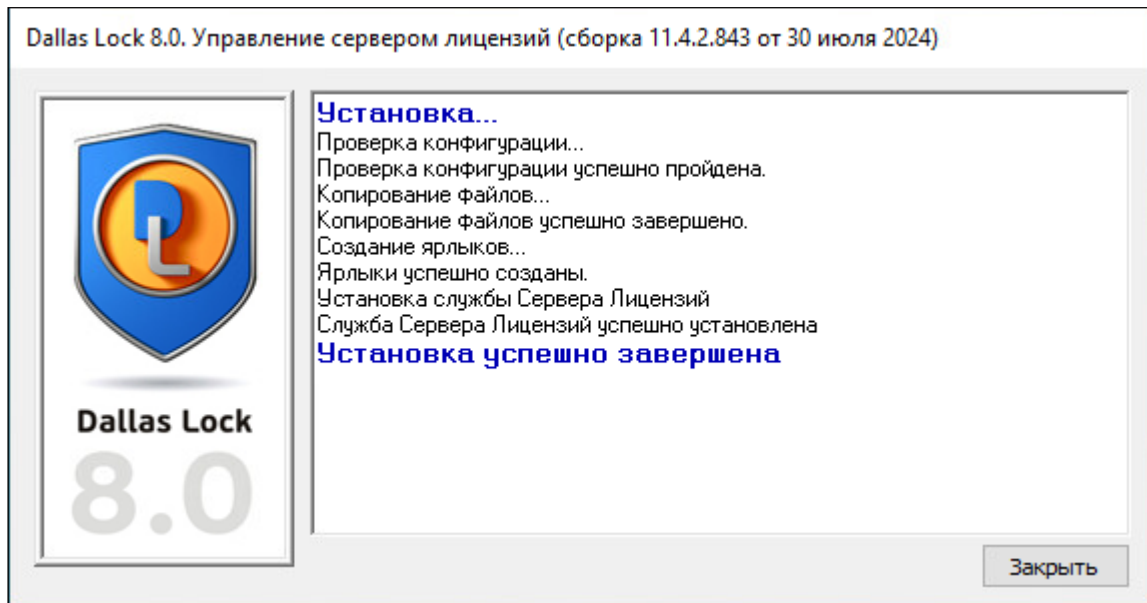 Dallas Lock 8.0. Управление сервером лицензий (сборка 11.4.2.843 от 30 июля 2024)
Установка...
Проверка конфигурации...
Проверка конфигурации успешно пройдена.
Копирование файлов...
Копирование файлов успешно завершено.
Создание ярлыков...
Ярлыки успешно созданы.
Установка службы Сервера Лицензий
Служба Сервера Лицензий успешно установлена
Установка успешно завершена
DL
Dallas Lock
8.0
Закрыть